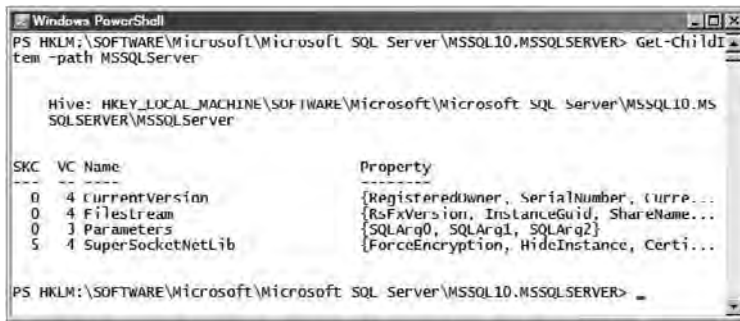 Windows PowerShell
PS HKLM:\SOFTWARE\Microsoft\Microsoft SQL Server\MSSQL10.MSSQLSERVER> Get-ChildI
tem -path MSSQLServer
Hive: HKEY_LOCAL_MACHINE\SOFTWARE\Microsoft\Microsoft SQL Server\MSSQL10.MS
SQLSERVER\MSSQLServer
SKC VC Name Property
--- -- ---- --------
0 4 CurrentVersion {RegisteredOwner, SerialNumber, Curre...
0 4 Filestream {RsFxVersion, InstanceGuid, ShareName...
0 3 Parameters {SQLArg0, SQLArg1, SQLArg2}
5 4 SuperSocketNetLib {ForceEncryption, HideInstance, Certi...
PS HKLM:\SOFTWARE\Microsoft\Microsoft SQL Server\MSSQL10.MSSQLSERVER> _